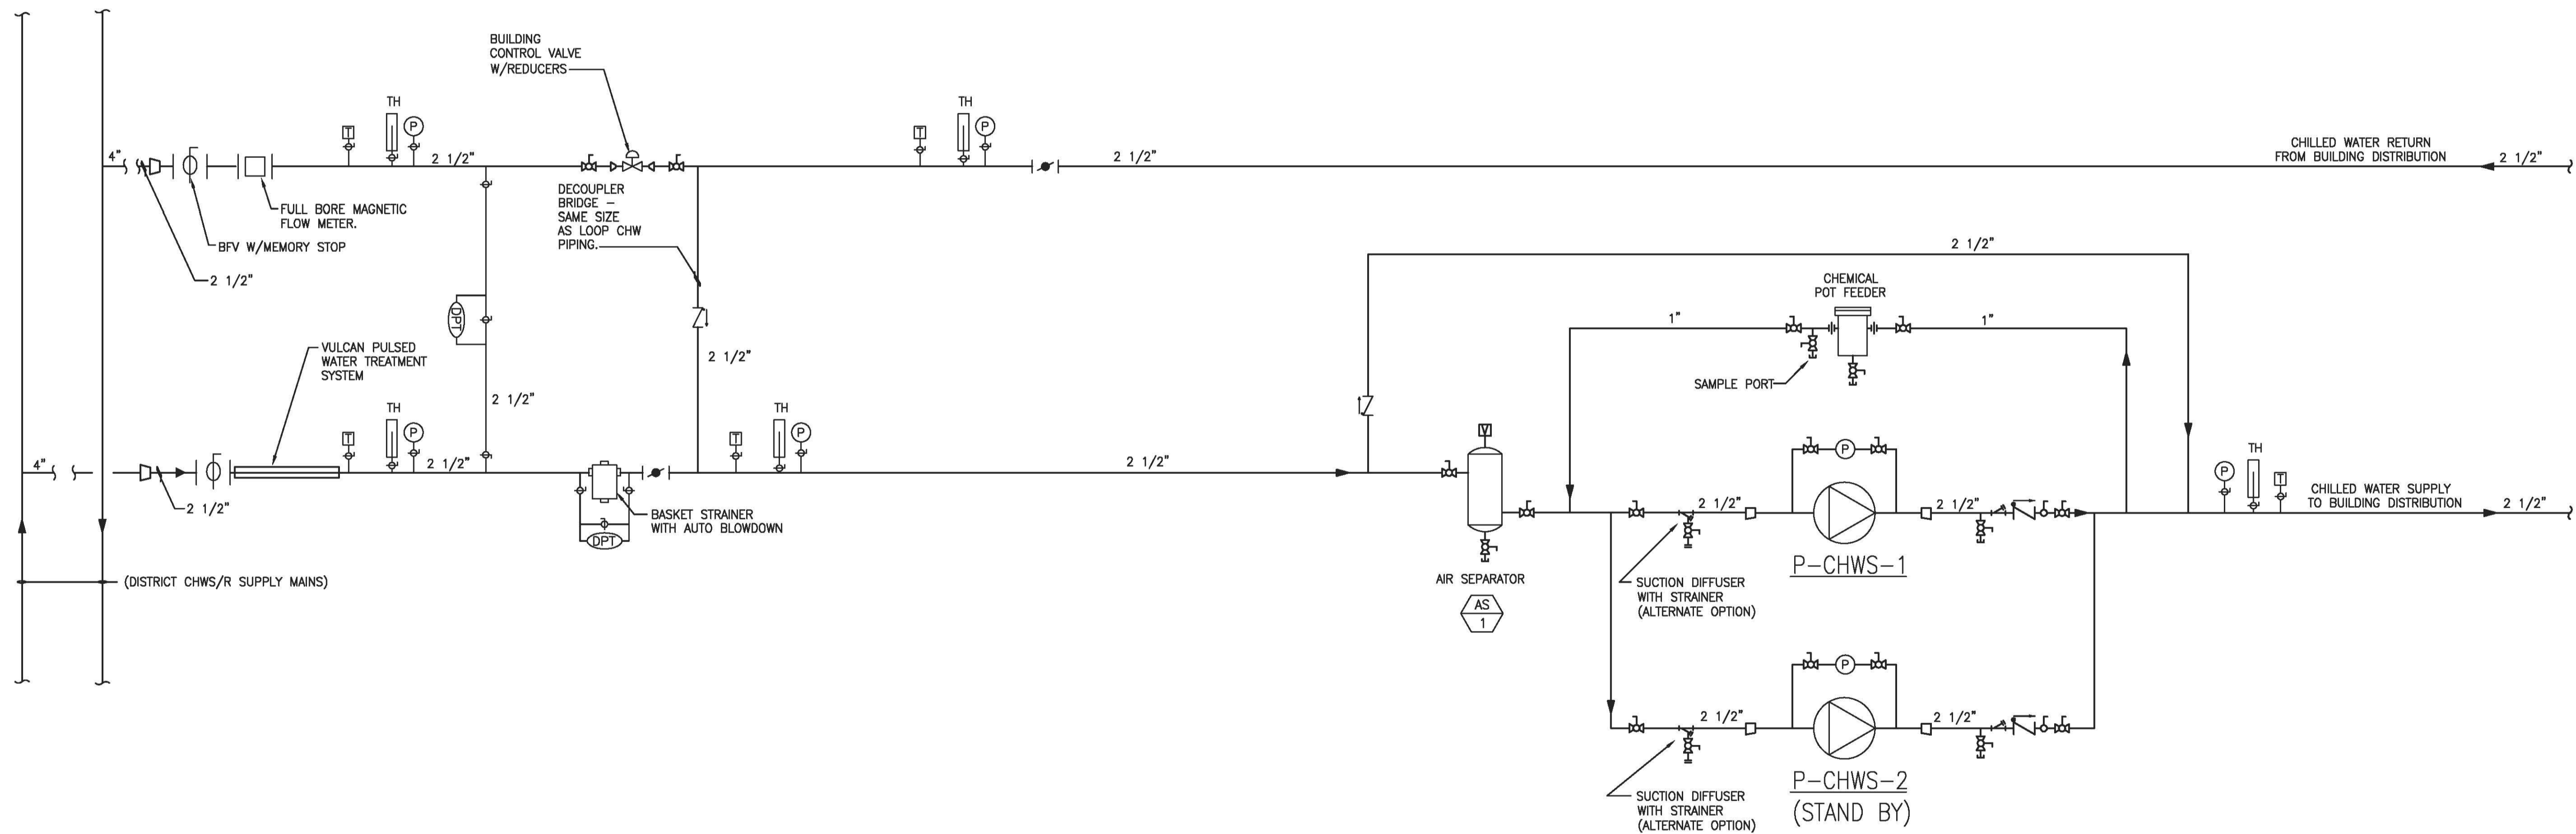 BUILDING
CONTROL VALVE
W/REDUCERS
TH
P
T
4"
2 1/2"
TH
P
T
2 1/2"
CHILLED WATER RETURN
FROM BUILDING DISTRIBUTION
2 1/2"
FULL BORE MAGNETIC
FLOW METER.
BFV W/MEMORY STOP
2 1/2"
DECOUPLER
BRIDGE –
SAME SIZE
AS LOOP CHW
PIPING.
2 1/2"
CHEMICAL
POT FEEDER
1"
1"
SAMPLE PORT
DPT
VULCAN PULSED
WATER TREATMENT
SYSTEM
2 1/2"
2 1/2"
4"
2 1/2"
T
TH
P
2 1/2"
BASKET STRAINER
WITH AUTO BLOWDOWN
DPT
T
TH
P
2 1/2"
V
AIR SEPARATOR
AS
1
P
2 1/2"
2 1/2"
P-CHWS-1
SUCTION DIFFUSER
WITH STRAINER
(ALTERNATE OPTION)
P
TH
T
CHILLED WATER SUPPLY
TO BUILDING DISTRIBUTION
2 1/2"
(DISTRICT CHWS/R SUPPLY MAINS)
P
2 1/2"
2 1/2"
P-CHWS-2
(STAND BY)
SUCTION DIFFUSER
WITH STRAINER
(ALTERNATE OPTION)